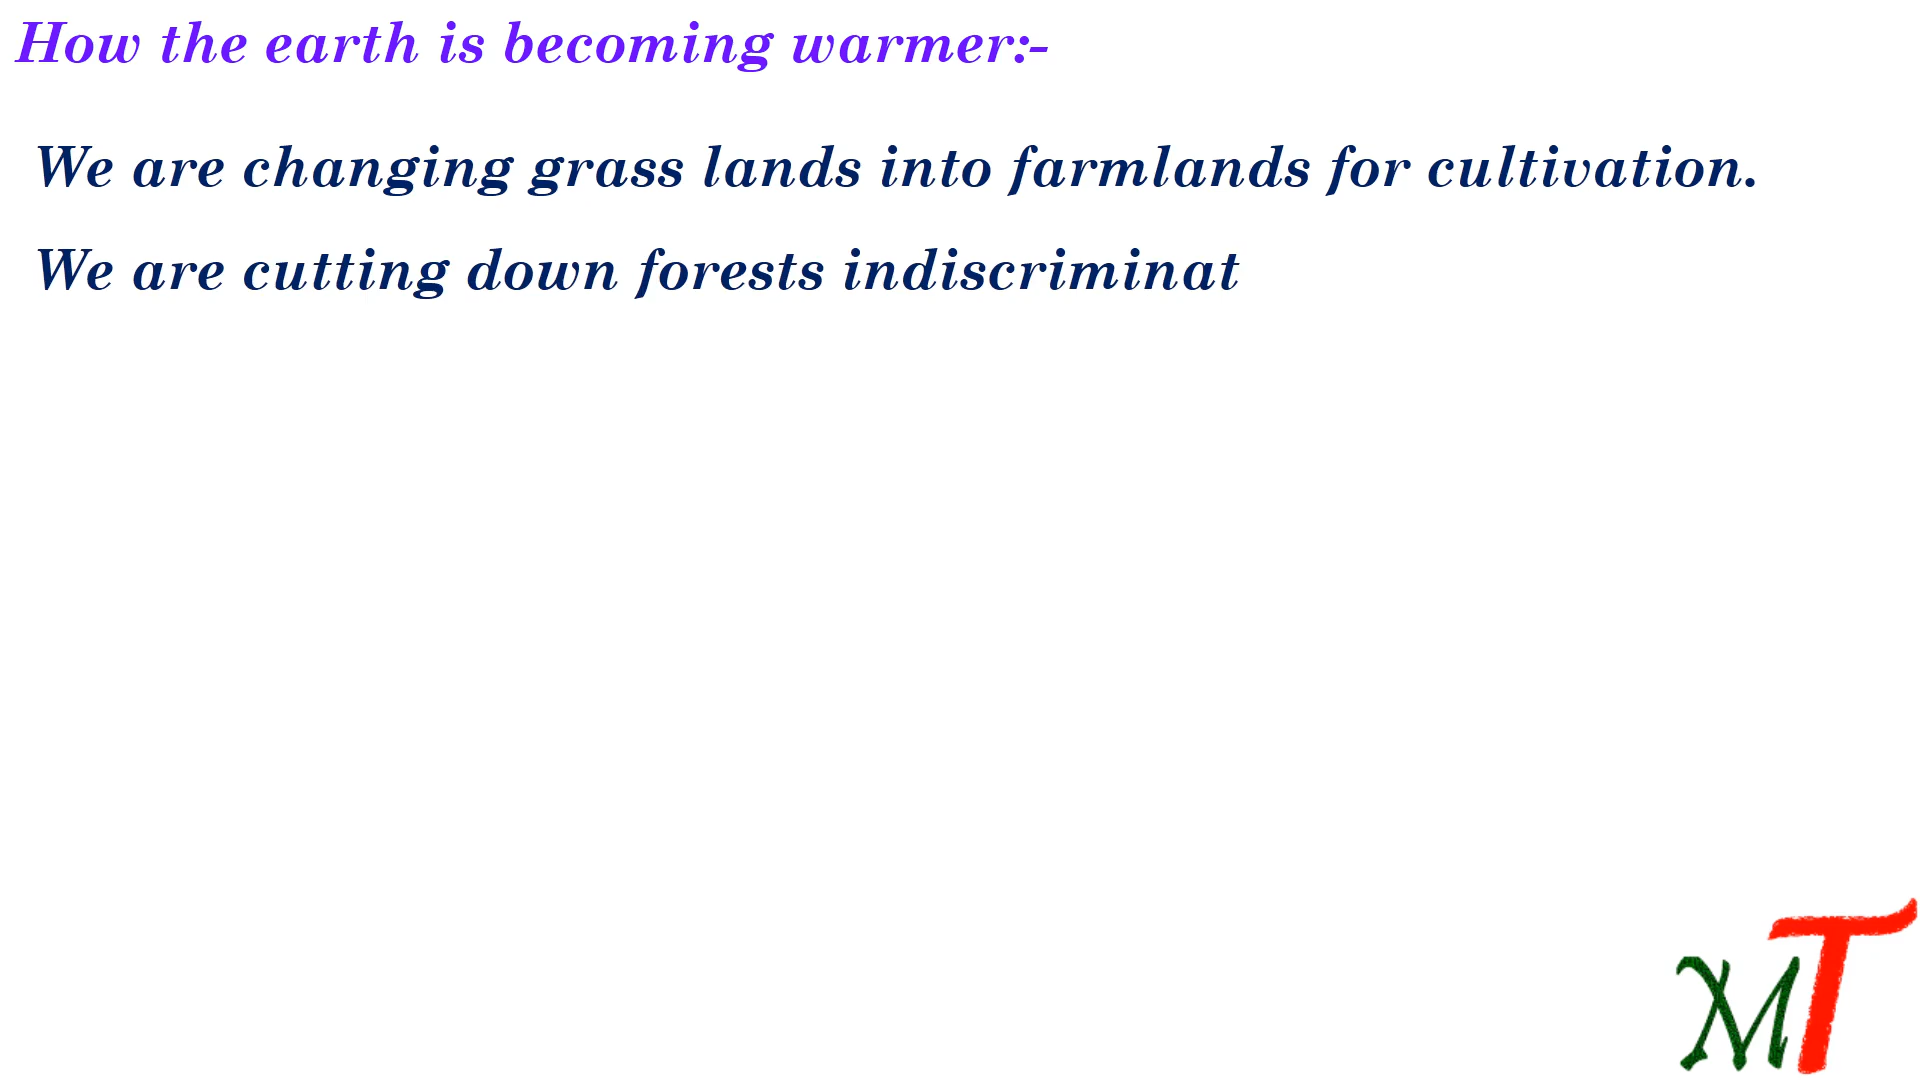 How the earth is becoming warmer:-
We are changing grass lands into farmlands for cultivation.
We are cutting down forests indiscriminat
MT